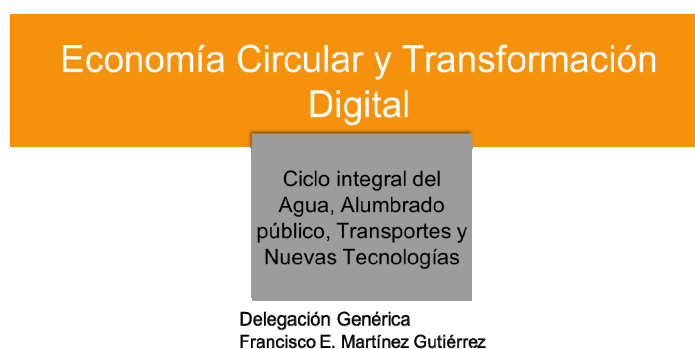 Economía Circular y Transformación
Digital
Ciclo integral del
Agua, Alumbrado
público, Transportes y
Nuevas Tecnologías
Delegación Genérica
Francisco E. Martínez Gutiérrez